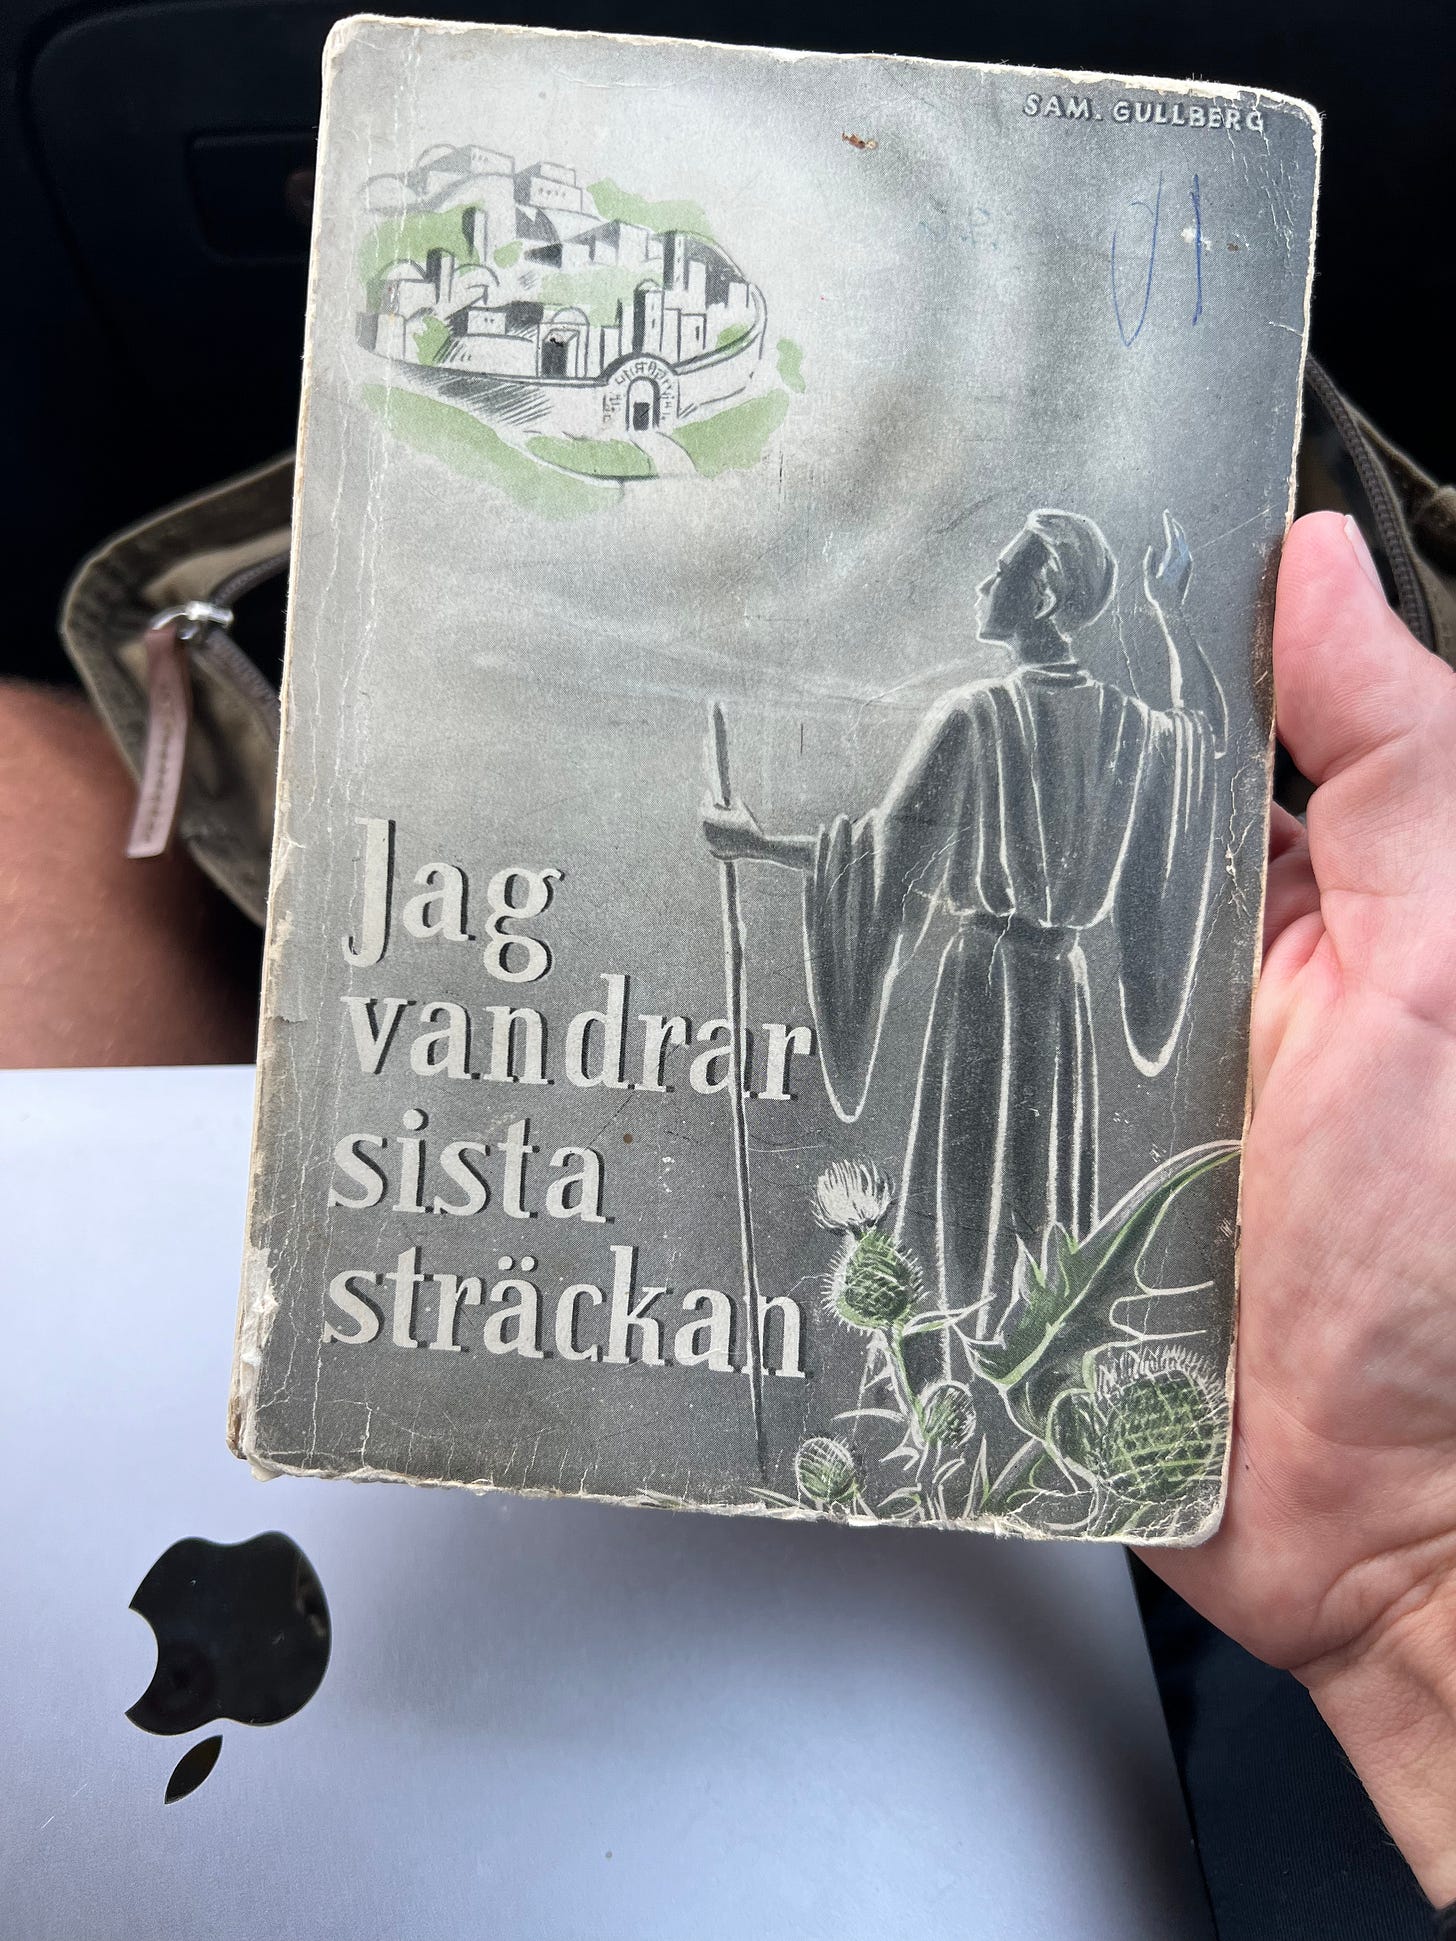 SAM. GULLBERG
Jag
vandrar
sista
sträckan